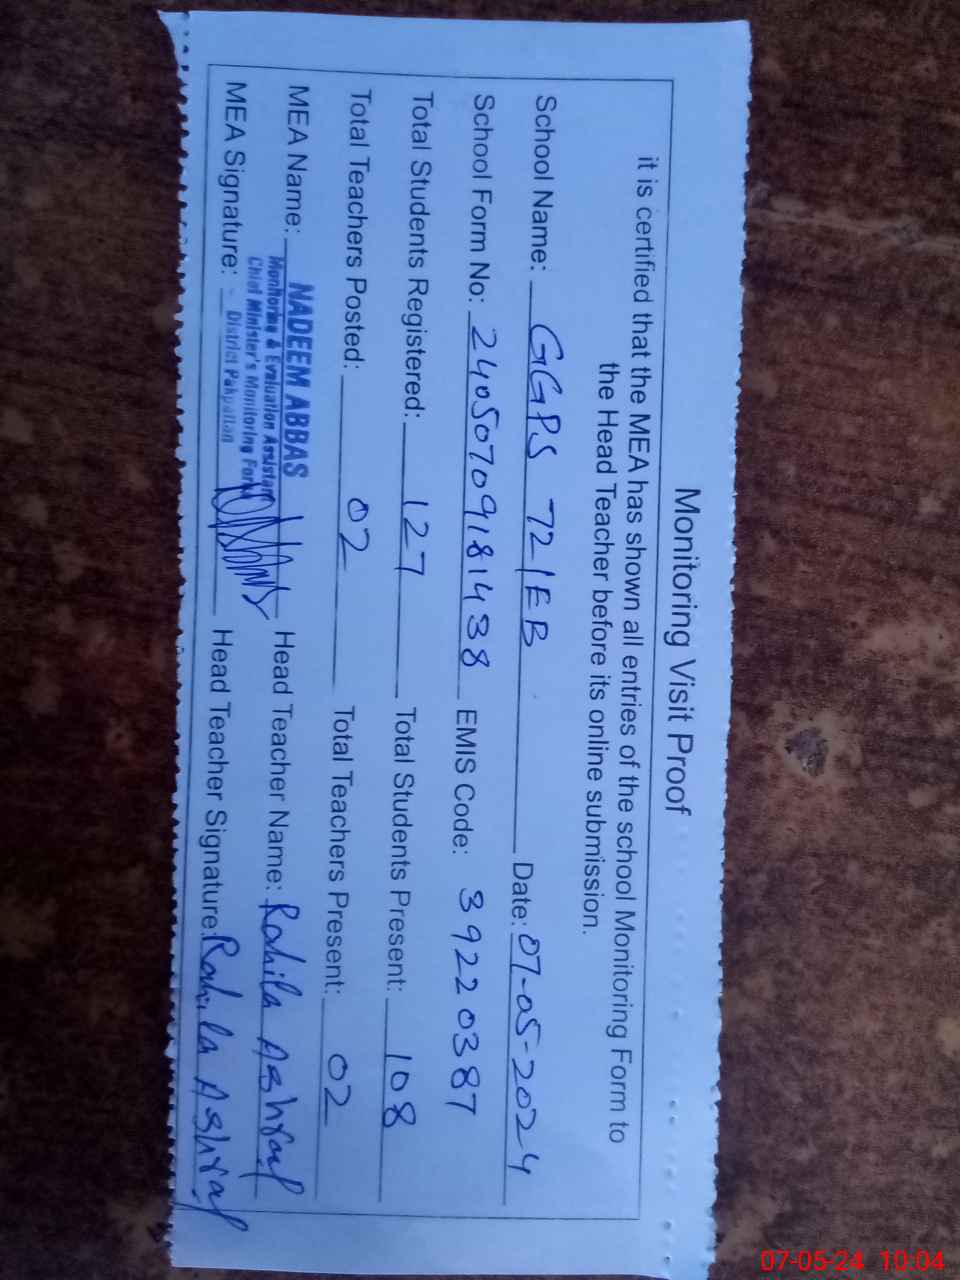 Monitoring Visit Proof
it is certified that the MEA has shown all entries of the school Monitoring Form to
the Head Teacher before its online submission.
School Name: GGPS 72/EB Date: 07-05-2024
School Form No: 24050709181438 EMIS Code: 39220387
Total Students Registered: 127 Total Students Present: 108
Total Teachers Posted: 02 Total Teachers Present: 02
MEA Name: NADEEM ABBAS Head Teacher Name: Rahila Ashraf
Monitoring & Evaluation Assistant
Chief Minister's Monitoring Force
District Pakpattan
MEA Signature: Head Teacher Signature: Rahila Ashraf
07-05-24 10:04